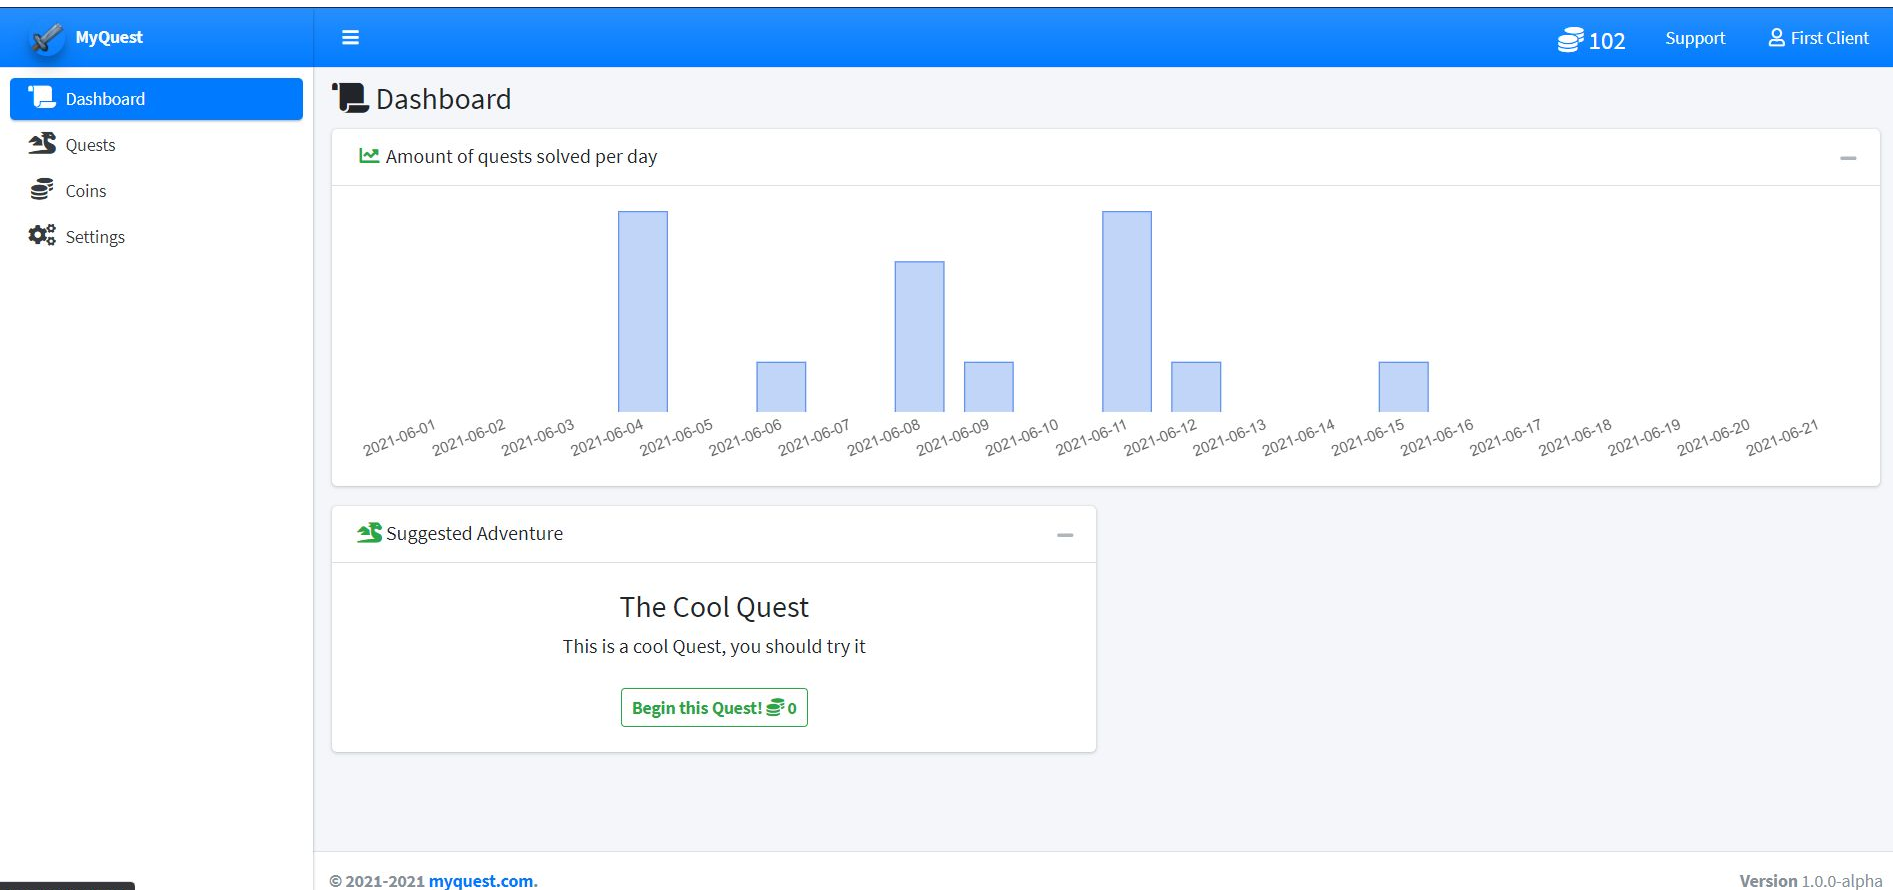 MyQuest
102
Support
First Client
Dashboard
Quests
Coins
Settings
Dashboard
Amount of quests solved per day
2021-06-01
2021-06-02
2021-06-03
2021-06-04
2021-06-05
2021-06-06
2021-06-07
2021-06-08
2021-06-09
2021-06-10
2021-06-11
2021-06-12
2021-06-13
2021-06-14
2021-06-15
2021-06-16
2021-06-17
2021-06-18
2021-06-19
2021-06-20
2021-06-21
Suggested Adventure
The Cool Quest
This is a cool Quest, you should try it
Begin this Quest! 0
© 2021-2021 myquest.com.
Version 1.0.0-alpha